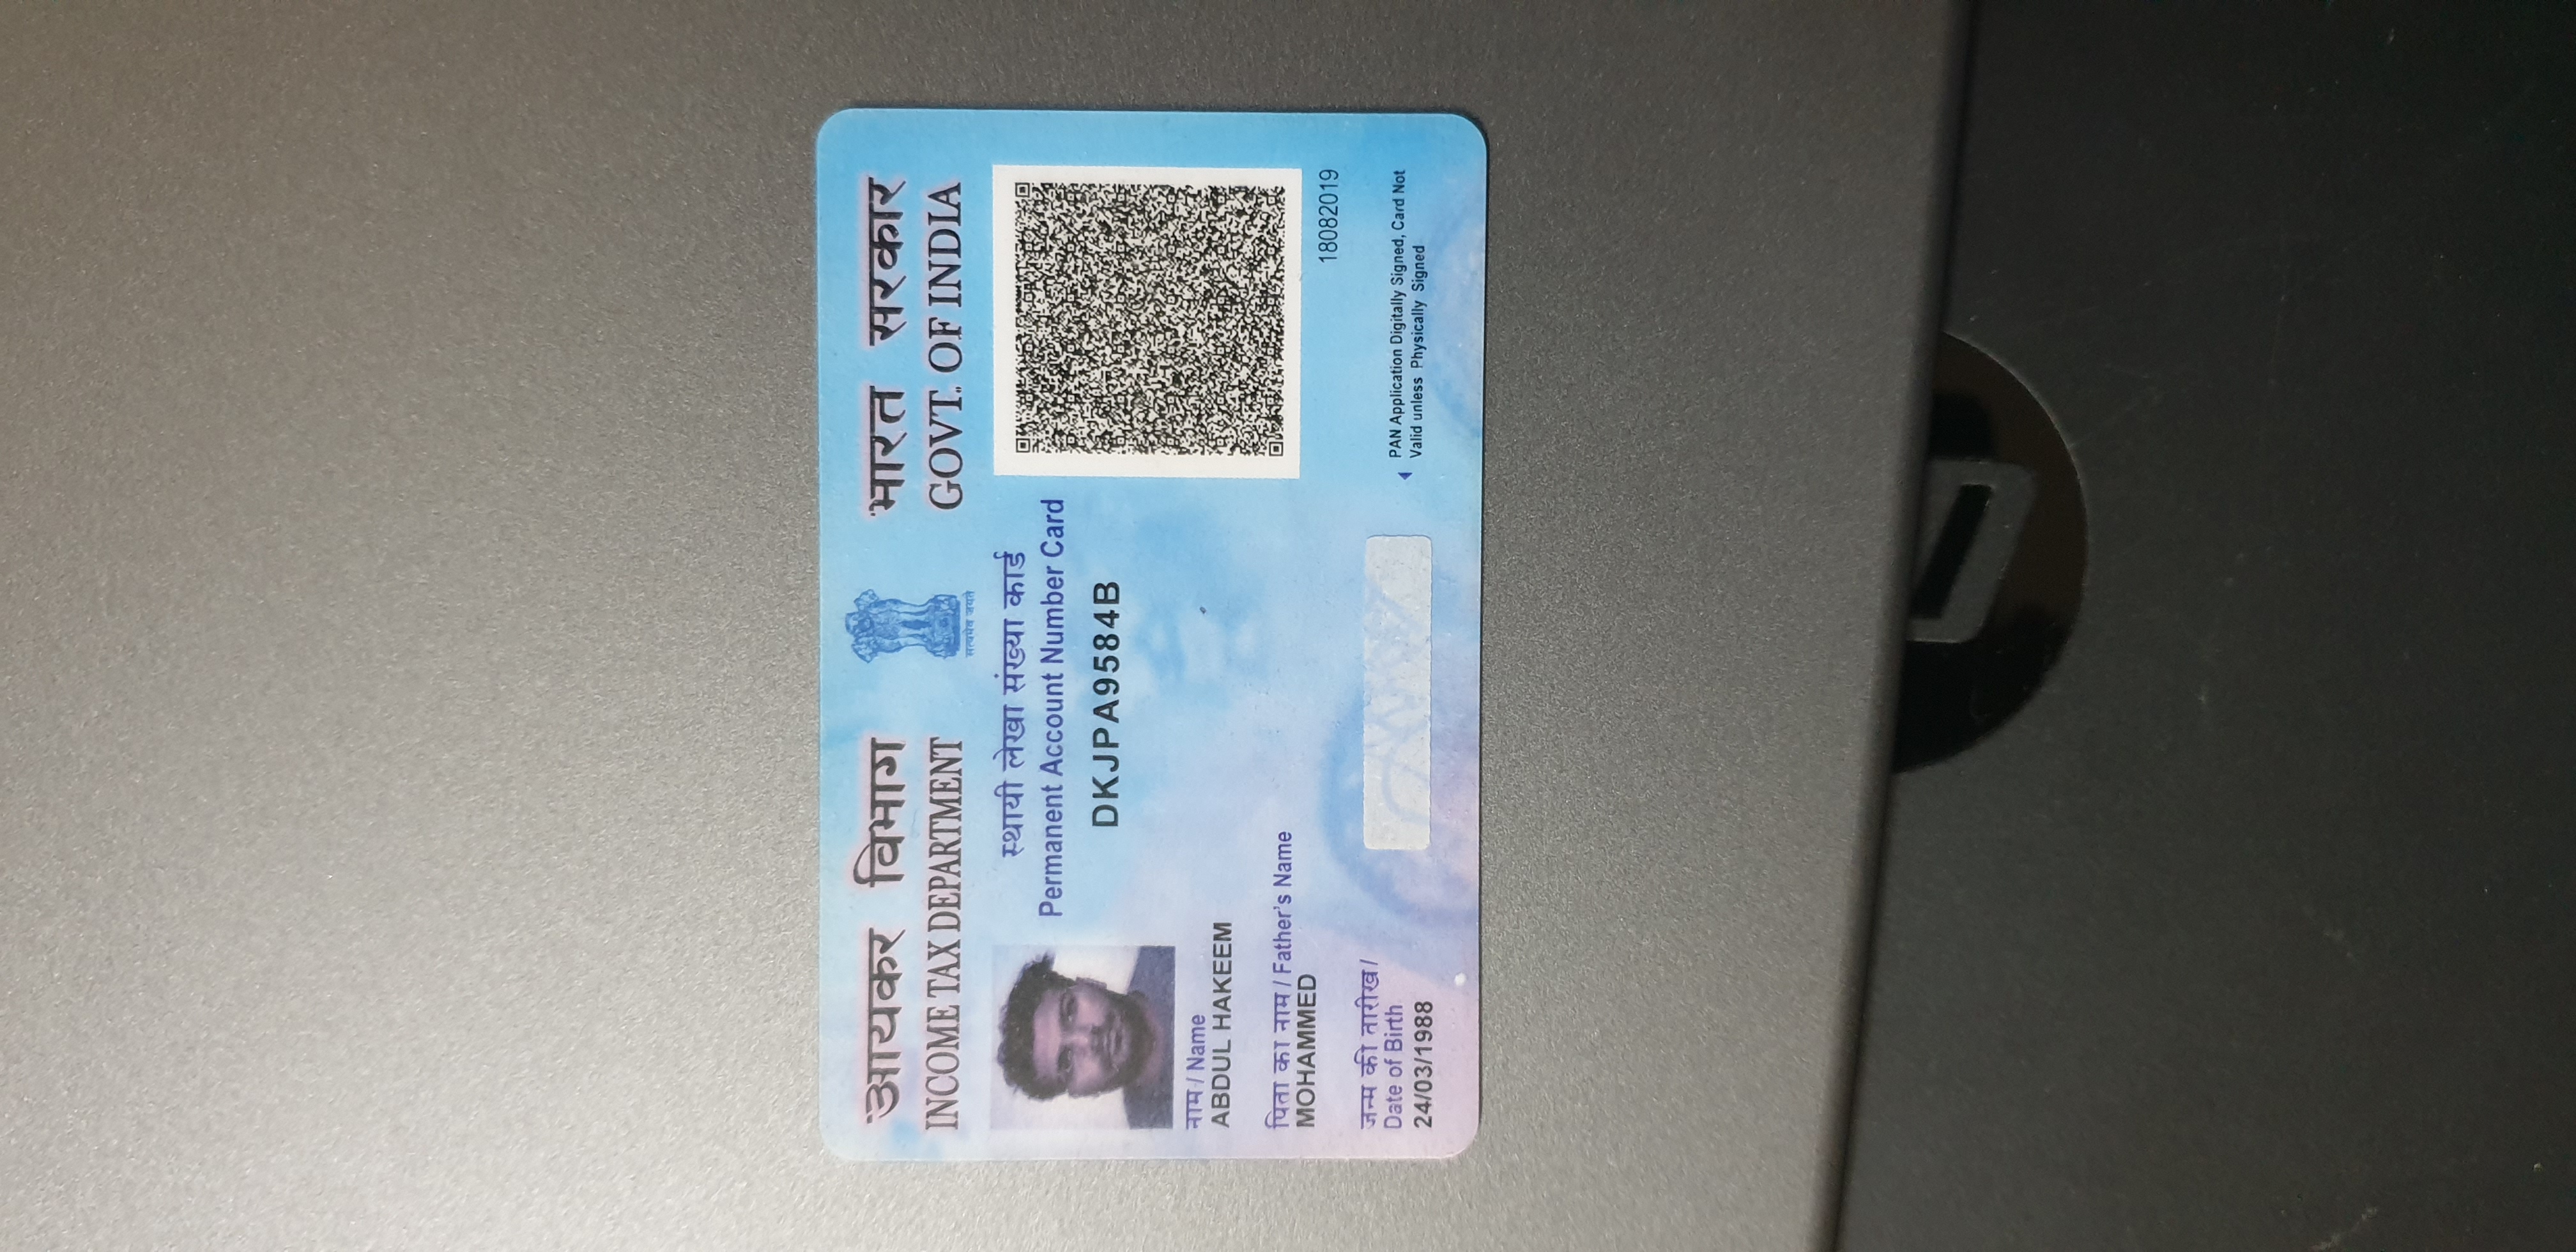 आयकर विभाग
INCOME TAX DEPARTMENT
सत्यमेव जयते
भारत सरकार
GOVT. OF INDIA
स्थायी लेखा संख्या कार्ड
Permanent Account Number Card
DKJPA9584B
नाम / Name
ABDUL HAKEEM
पिता का नाम / Father's Name
MOHAMMED
जन्म की तारीख /
Date of Birth
24/03/1988
18082019
PAN Application Digitally Signed, Card Not
Valid unless Physically Signed